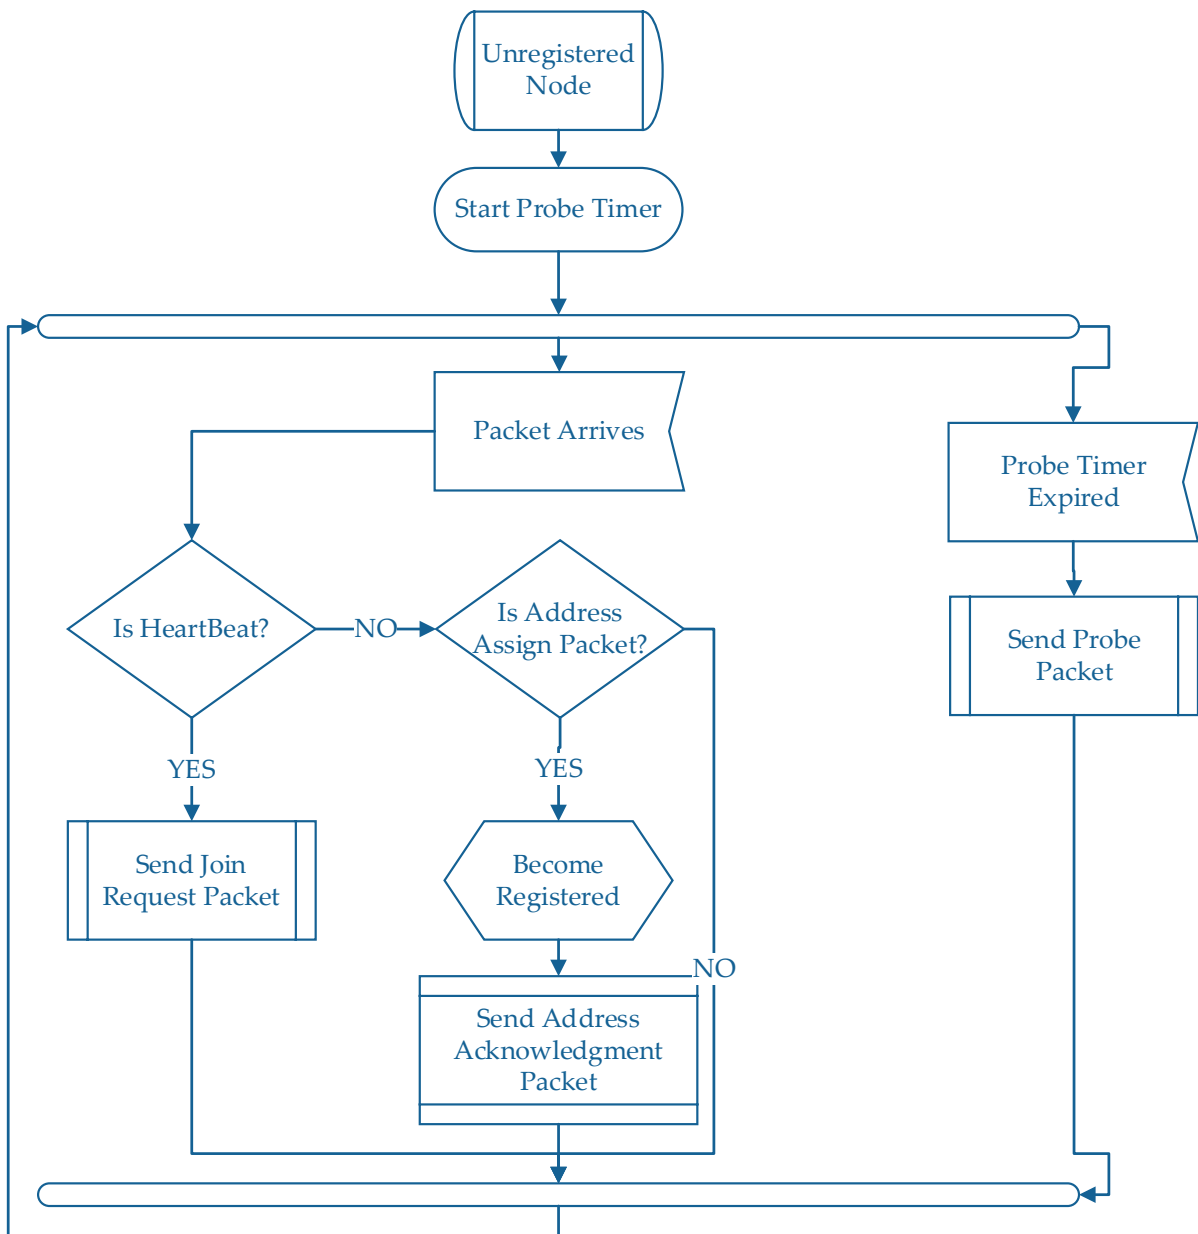 Unregistered
Node
Start Probe Timer
Packet Arrives
Probe Timer
Expired
Is HeartBeat?
NO
Is Address
Assign Packet?
Send Probe
Packet
YES
YES
Send Join
Request Packet
Become
Registered
NO
Send Address
Acknowledgment
Packet